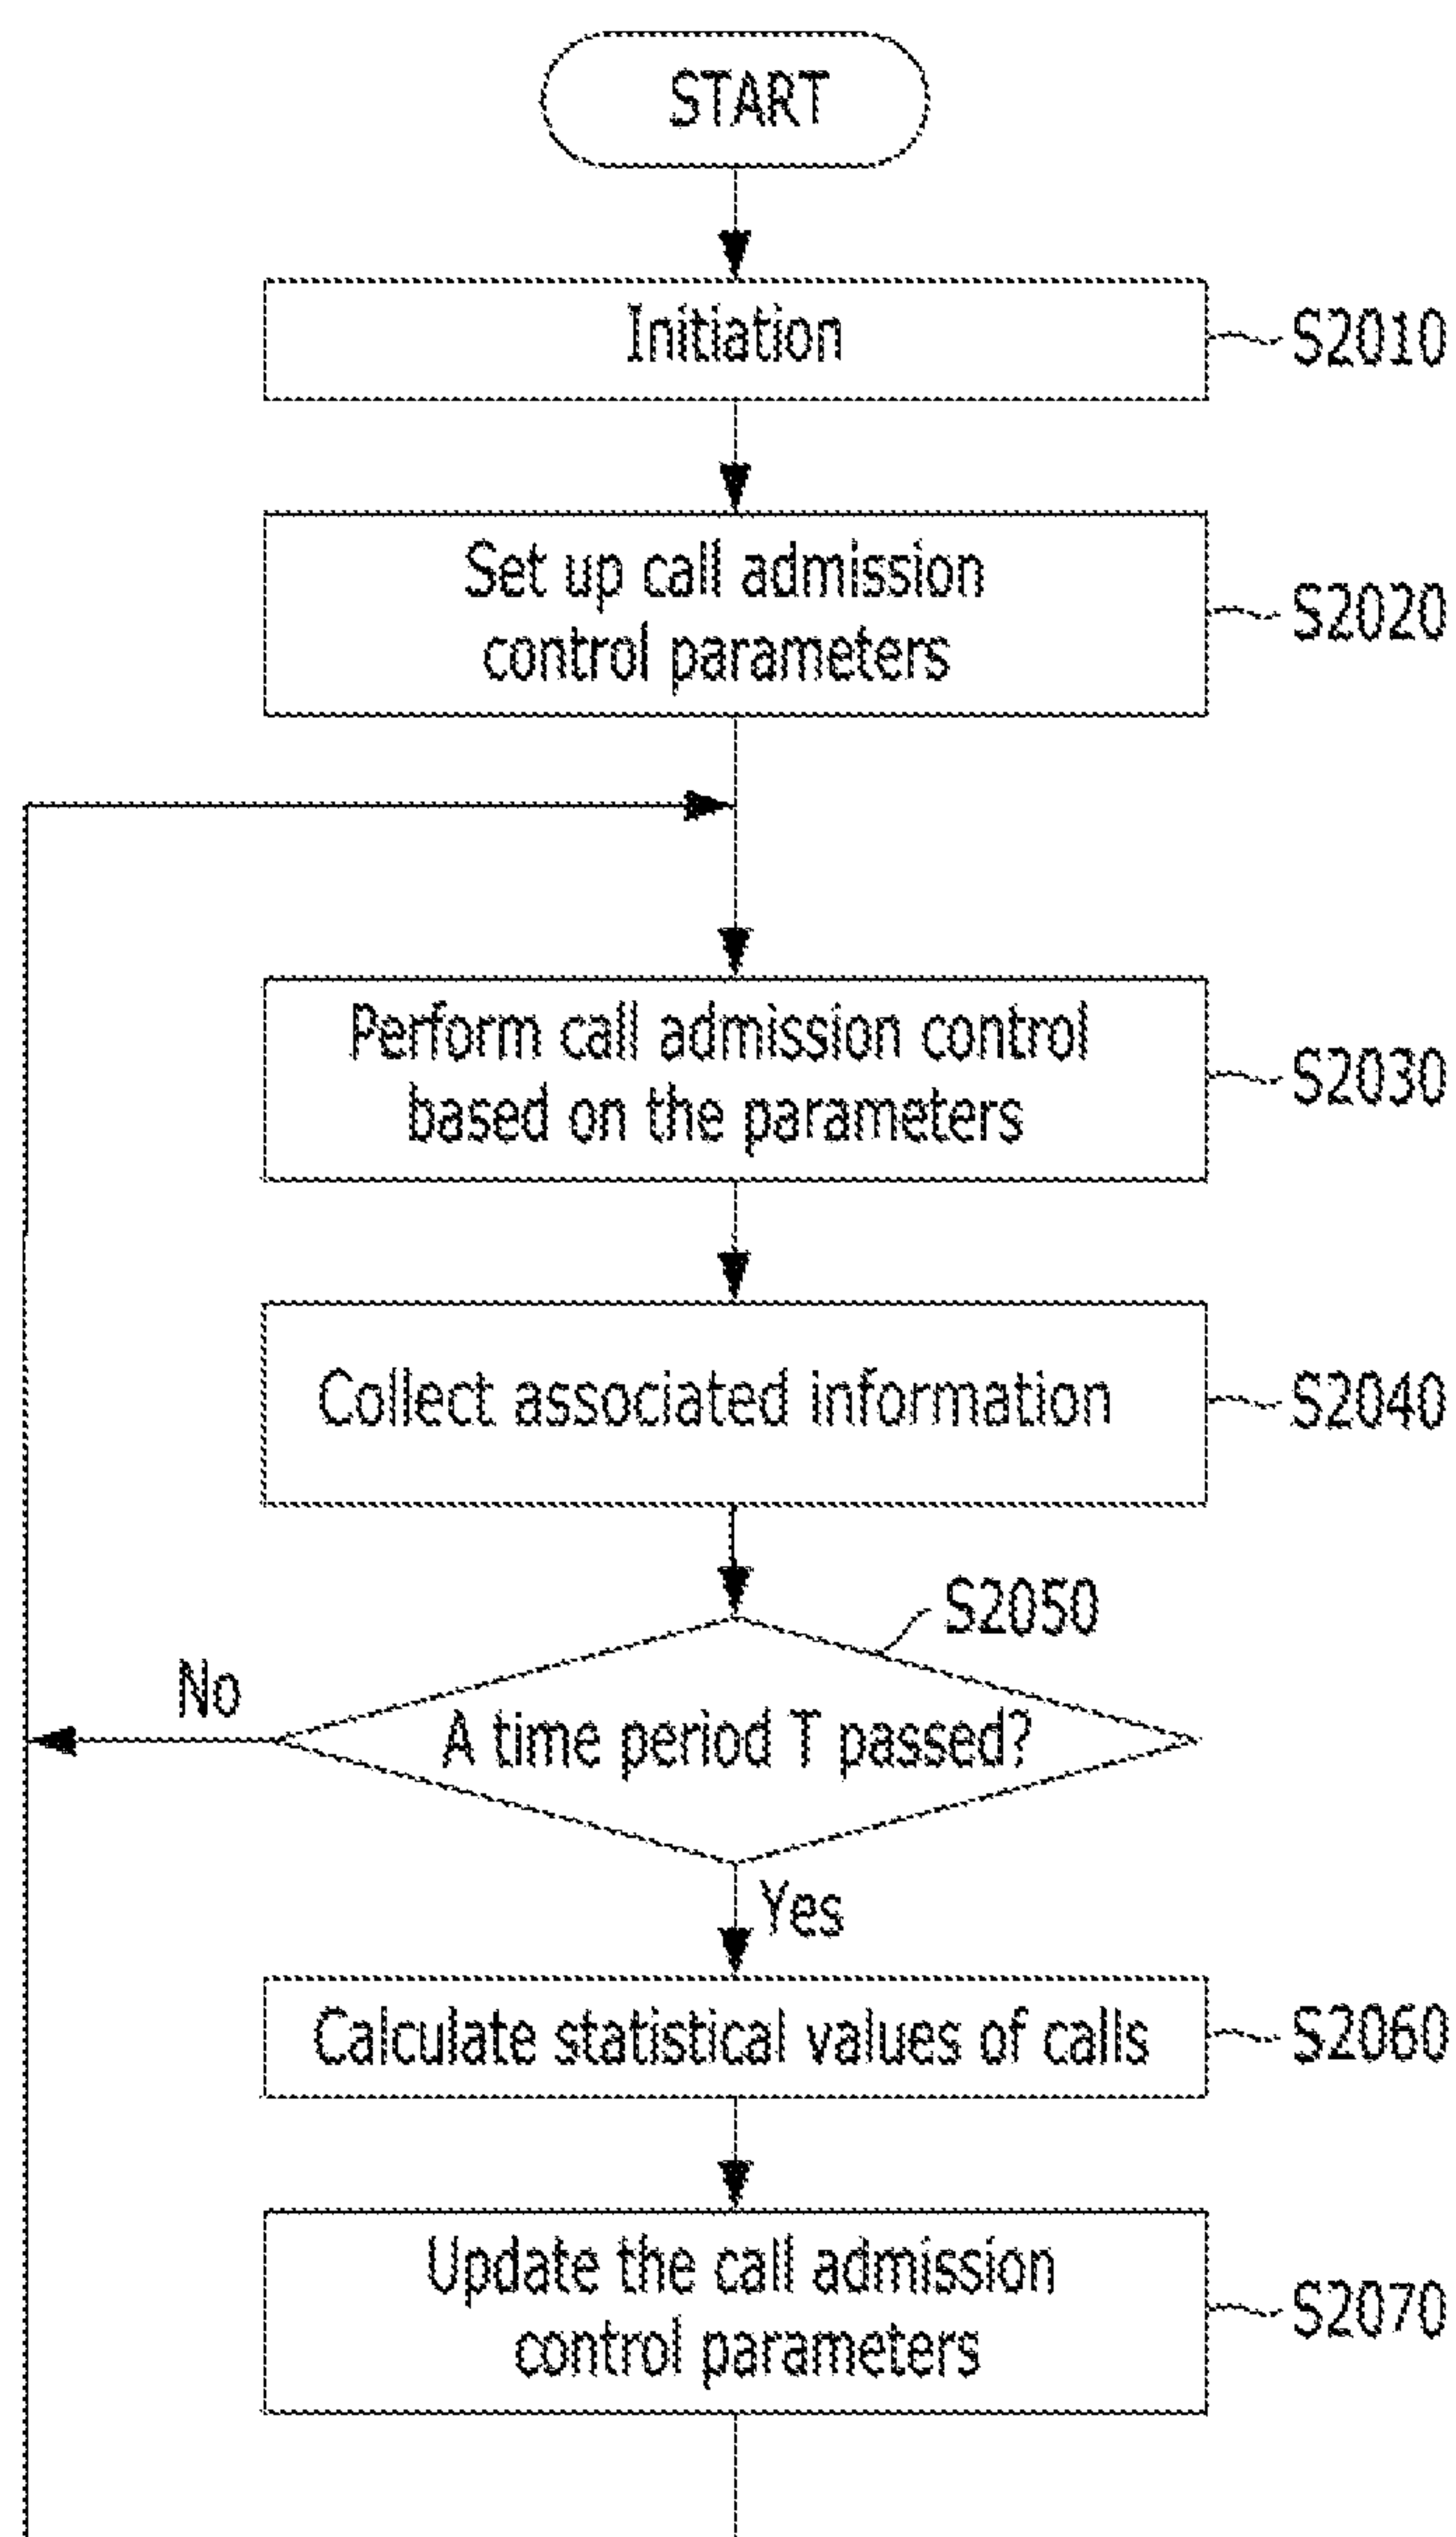 START
Initiation
S2010
Set up call admission
control parameters
S2020
Perform call admission control
based on the parameters
S2030
Collect associated information
S2040
S2050
No
A time period T passed?
Yes
Calculate statistical values of calls
S2060
Update the call admission
control parameters
S2070